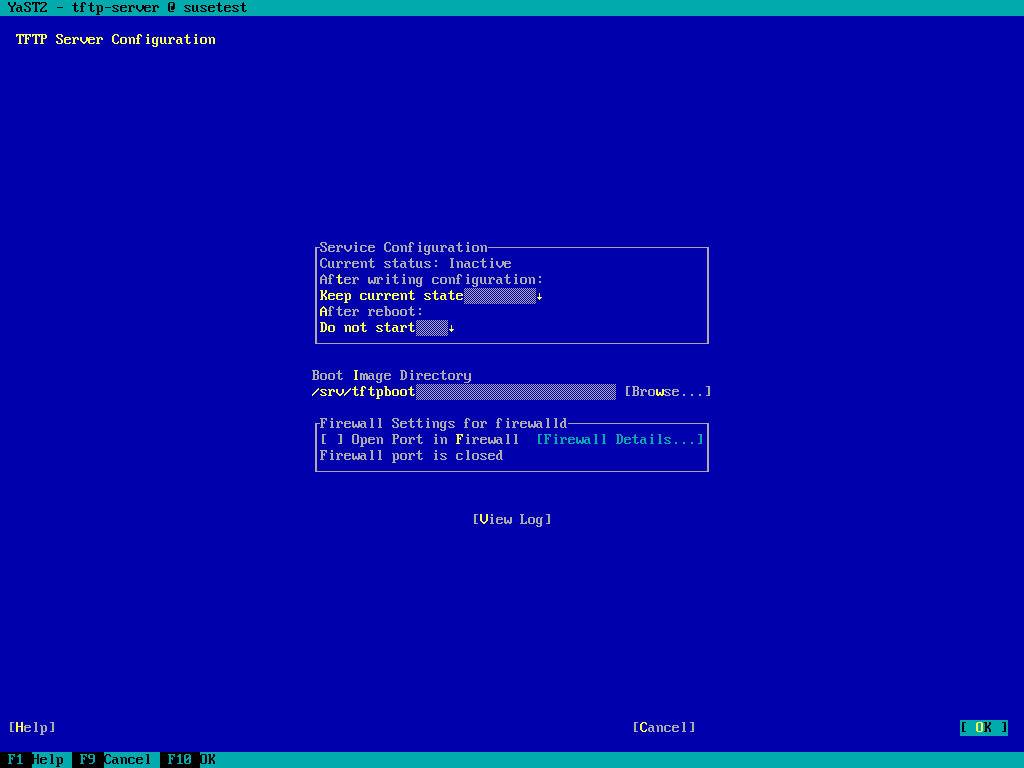 YaST2 - tftp-server @ susetest
TFTP Server Configuration
Service Configuration
Current status: Inactive
After writing configuration:
Keep current state↓
After reboot:
Do not start↓
Boot Image Directory
/srv/tftpboot [Browse...]
Firewall Settings for firewalld
[ ] Open Port in Firewall [Firewall Details...]
Firewall port is closed
[View Log]
[Help] [Cancel] [ OK ]
F1 Help F9 Cancel F10 OK